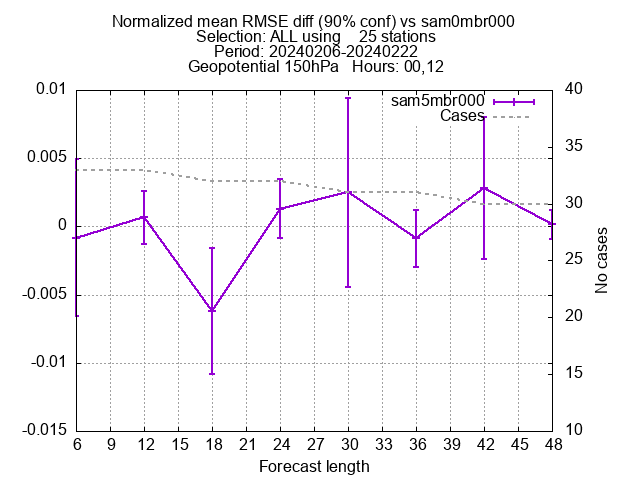 Normalized mean RMSE diff (90% conf) vs sam0mbr000
Selection: ALL using    25 stations
Period: 20240206-20240222
Geopotential 150hPa   Hours: 00,12
sam5mbr000
Cases
0.01
0.005
0
-0.005
-0.01
-0.015
40
35
30
25
20
15
10
No cases
6 9 12 15 18 21 24 27 30 33 36 39 42 45 48
Forecast length